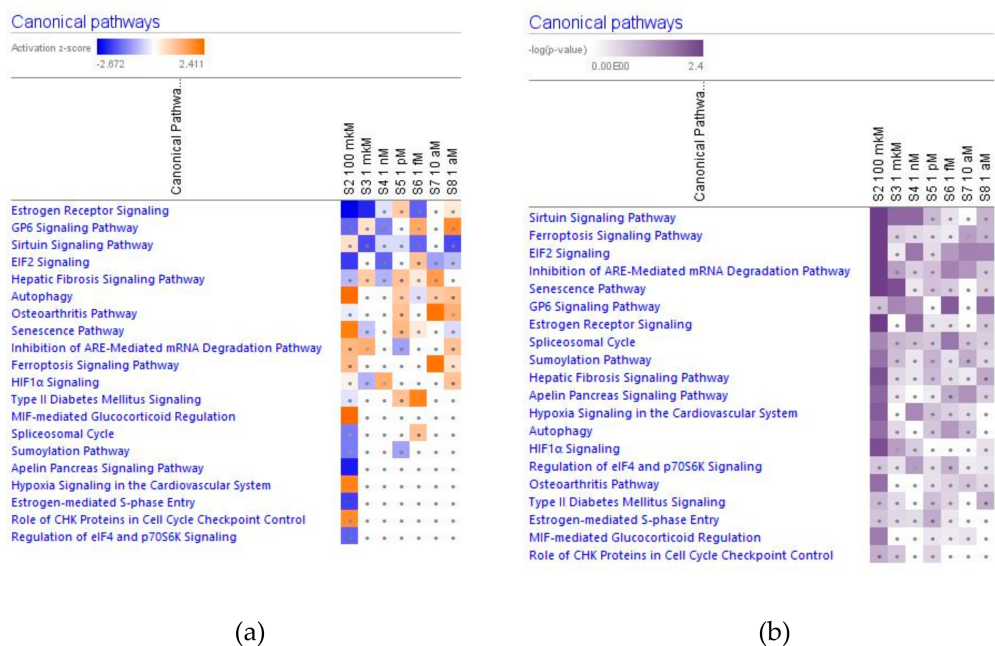 Canonical pathways
Activation z-score
-2.672
2.411
Canonical Pathwa...
S2 100 mkM
S3 1 mkM
S4 1 nM
S5 1 pM
S6 1 fM
S7 10 aM
S8 1 aM
Estrogen Receptor Signaling
GP6 Signaling Pathway
Sirtuin Signaling Pathway
EIF2 Signaling
Hepatic Fibrosis Signaling Pathway
Autophagy
Osteoarthritis Pathway
Senescence Pathway
Inhibition of ARE-Mediated mRNA Degradation Pathway
Ferroptosis Signaling Pathway
HIF1α Signaling
Type II Diabetes Mellitus Signaling
MIF-mediated Glucocorticoid Regulation
Spliceosomal Cycle
Sumoylation Pathway
Apelin Pancreas Signaling Pathway
Hypoxia Signaling in the Cardiovascular System
Estrogen-mediated S-phase Entry
Role of CHK Proteins in Cell Cycle Checkpoint Control
Regulation of eIF4 and p70S6K Signaling
(a)
Canonical pathways
-log(p-value)
0.00E00
2.4
Canonical Pathwa...
S2 100 mkM
S3 1 mkM
S4 1 nM
S5 1 pM
S6 1 fM
S7 10 aM
S8 1 aM
Sirtuin Signaling Pathway
Ferroptosis Signaling Pathway
EIF2 Signaling
Inhibition of ARE-Mediated mRNA Degradation Pathway
Senescence Pathway
GP6 Signaling Pathway
Estrogen Receptor Signaling
Spliceosomal Cycle
Sumoylation Pathway
Hepatic Fibrosis Signaling Pathway
Apelin Pancreas Signaling Pathway
Hypoxia Signaling in the Cardiovascular System
Autophagy
HIF1α Signaling
Regulation of eIF4 and p70S6K Signaling
Osteoarthritis Pathway
Type II Diabetes Mellitus Signaling
Estrogen-mediated S-phase Entry
MIF-mediated Glucocorticoid Regulation
Role of CHK Proteins in Cell Cycle Checkpoint Control
(b)